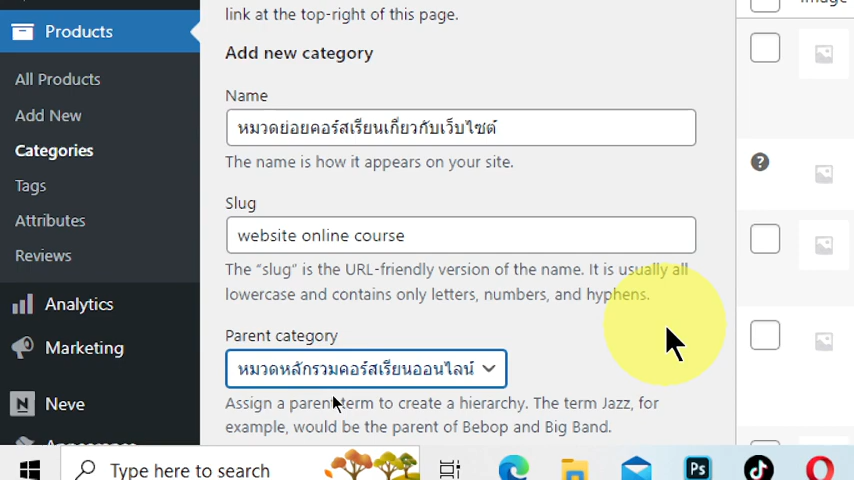 Products
All Products
Add New
Categories
Tags
Attributes
Reviews
Analytics
Marketing
Neve
link at the top-right of this page.
Add new category
Name
หมวดย่อยคอร์สเรียนเกี่ยวกับเว็บไซต์
The name is how it appears on your site.
Slug
website online course
The “slug” is the URL-friendly version of the name. It is usually all
lowercase and contains only letters, numbers, and hyphens.
Parent category
หมวดหลักรวมคอร์สเรียนออนไลน์
Assign a parent term to create a hierarchy. The term Jazz, for
example, would be the parent of Bebop and Big Band.
?
Type here to search
Ps